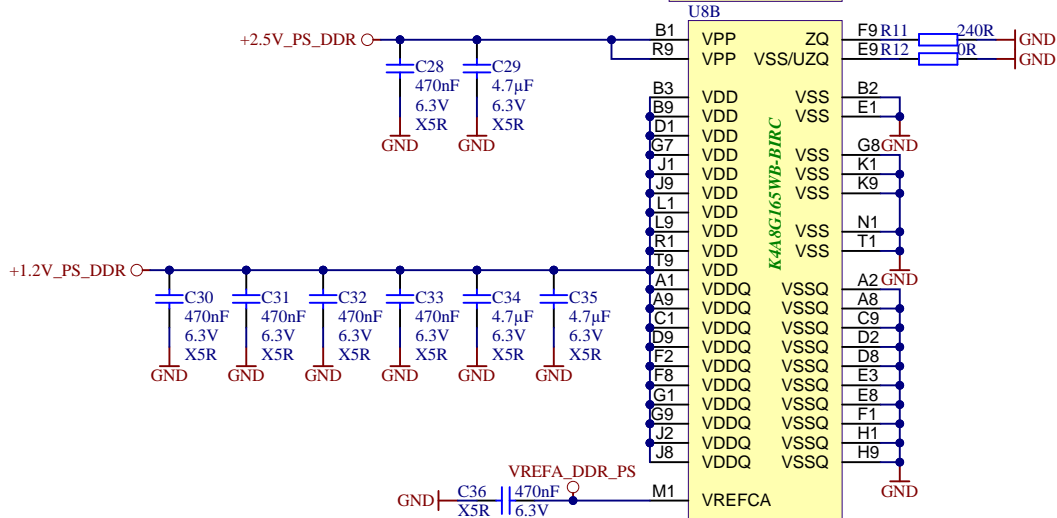 U8B
+2.5V_PS_DDR
B1 VPP ZQ F9 R11 240R GND
R9 VPP VSS/UZQ E9 R12 0R GND
C28 C29
470nF 4.7µF
6.3V 6.3V
X5R X5R
GND GND
B3 VDD VSS B2
B9 VDD VSS E1
D1 VDD GND
G7 VDD VSS G8
J1 VDD VSS K1
J9 VDD VSS K9
L1 VDD
L9 VDD VSS N1
R1 VDD VSS T1
+1.2V_PS_DDR T9 VDD GND
K4A8G165WB-BIRC
A1 VDDQ VSSQ A2
A9 VDDQ VSSQ A8
C1 VDDQ VSSQ C9
D9 VDDQ VSSQ D2
F2 VDDQ VSSQ D8
F8 VDDQ VSSQ E3
G1 VDDQ VSSQ E8
G9 VDDQ VSSQ F1
J2 VDDQ VSSQ H1
J8 VDDQ VSSQ H9
GND
C30 C31 C32 C33 C34 C35
470nF 470nF 470nF 470nF 4.7µF 4.7µF
6.3V 6.3V 6.3V 6.3V 6.3V 6.3V
X5R X5R X5R X5R X5R X5R
GND GND GND GND GND GND
VREFA_DDR_PS
GND C36 470nF M1 VREFCA
X5R 6.3V